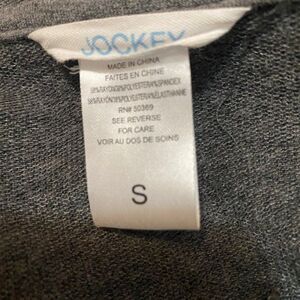 JOCKEY
MADE IN CHINA
FAITES EN CHINE
RN# 50369
SEE REVERSE
FOR CARE
VOIR AU DOS DE SOINS
S